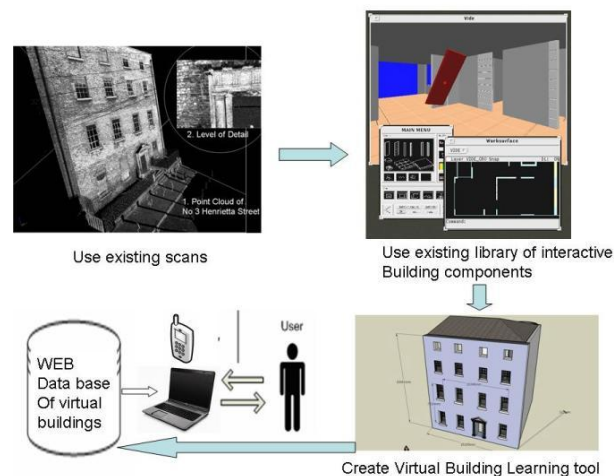 2. Level of Detail
1. Point Cloud of
No 3 Henrietta Street
Use existing scans
MAIN MENU
Worksurface
Use existing library of interactive
Building components
WEB
Data base
Of virtual
buildings
,
User
Create Virtual Building Learning tool